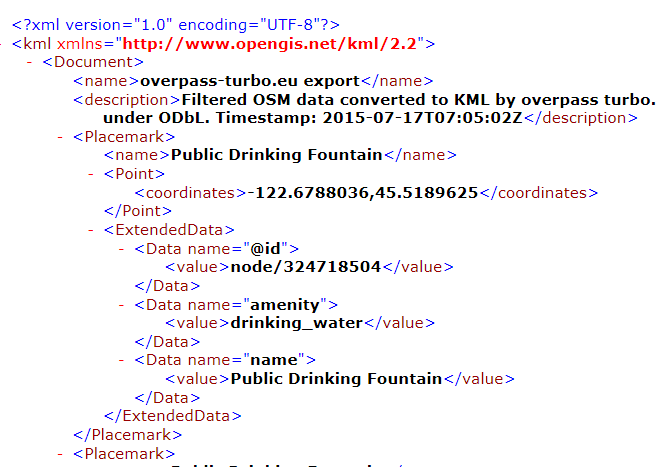 <?xml version="1.0" encoding="UTF-8"?>
- <kml xmlns="http://www.opengis.net/kml/2.2">
- <Document>
<name>overpass-turbo.eu export</name>
<description>Filtered OSM data converted to KML by overpass turbo.
under ODbL. Timestamp: 2015-07-17T07:05:02Z</description>
- <Placemark>
<name>Public Drinking Fountain</name>
- <Point>
<coordinates>-122.6788036,45.5189625</coordinates>
</Point>
- <ExtendedData>
- <Data name="@id">
<value>node/324718504</value>
</Data>
- <Data name="amenity">
<value>drinking_water</value>
</Data>
- <Data name="name">
<value>Public Drinking Fountain</value>
</Data>
</ExtendedData>
</Placemark>
- <Placemark>